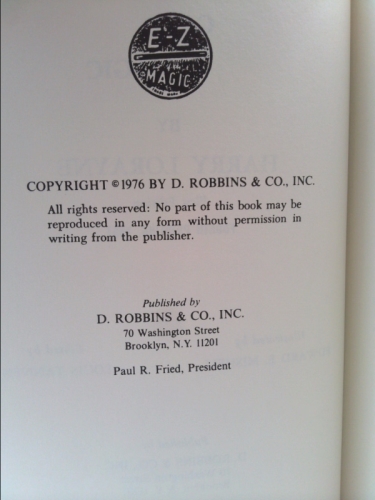 E-Z
MAGIC
TRADE MARK
COPYRIGHT ©1976 BY D. ROBBINS & CO., INC.
All rights reserved: No part of this book may be
reproduced in any form without permission in
writing from the publisher.
Published by
D. ROBBINS & CO., INC.
70 Washington Street
Brooklyn, N.Y. 11201
Paul R. Fried, President